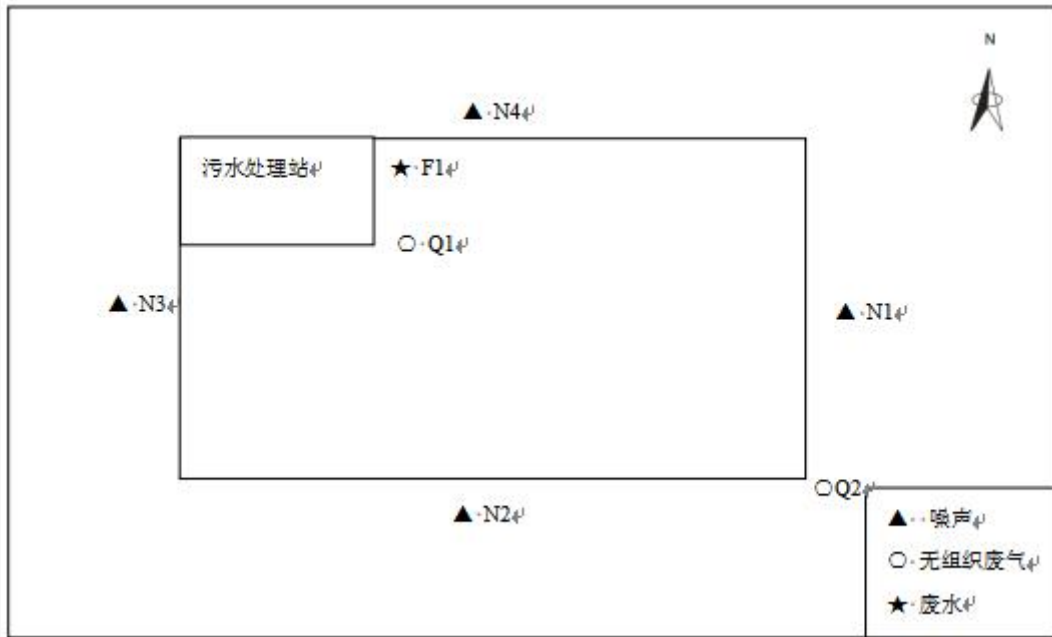 N
▲·N4↵
污水处理站↵
★·F1↵
○·Q1↵
▲·N3↵
▲·N1↵
○Q2↵
▲·N2↵
▲··噪声↵
○·无组织废气↵
★·废水↵